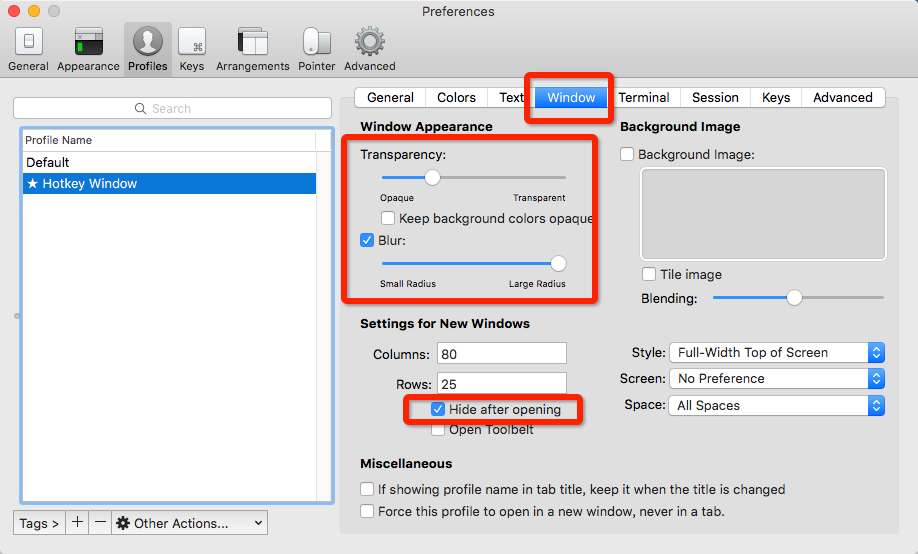 Preferences
General Appearance Profiles Keys Arrangements Pointer Advanced
Search
Profile Name
Default
★ Hotkey Window
Tags > + − Other Actions...
General Colors Text Window Terminal Session Keys Advanced
Window Appearance
Transparency:
Opaque Transparent
Keep background colors opaque
Blur:
Small Radius Large Radius
Background Image
Background Image:
Tile image
Blending:
Settings for New Windows
Columns: 80
Rows: 25
Hide after opening
Open Toolbelt
Style: Full-Width Top of Screen
Screen: No Preference
Space: All Spaces
Miscellaneous
If showing profile name in tab title, keep it when the title is changed
Force this profile to open in a new window, never in a tab.